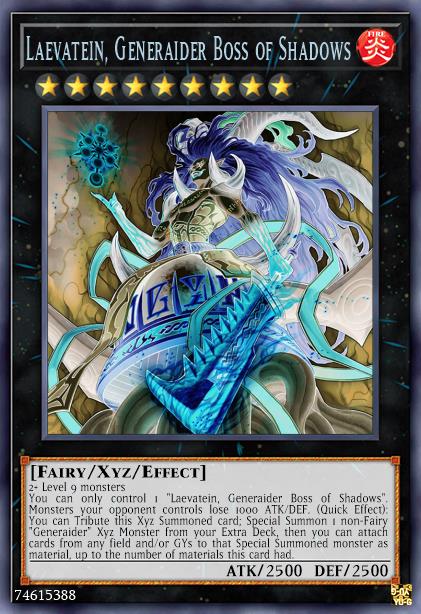 Laevatein, Generaider Boss of Shadows
FIRE
炎
[Fairy/Xyz/Effect]
2+ Level 9 monsters
You can only control 1 "Laevatein, Generaider Boss of Shadows".
Monsters your opponent controls lose 1000 ATK/DEF. (Quick Effect):
You can Tribute this Xyz Summoned card; Special Summon 1 non-Fairy
"Generaider" Xyz Monster from your Extra Deck, then you can attach
cards from any field and/or GYs to that Special Summoned monster as
material, up to the number of materials this card had.
ATK/2500 DEF/2500
74615388